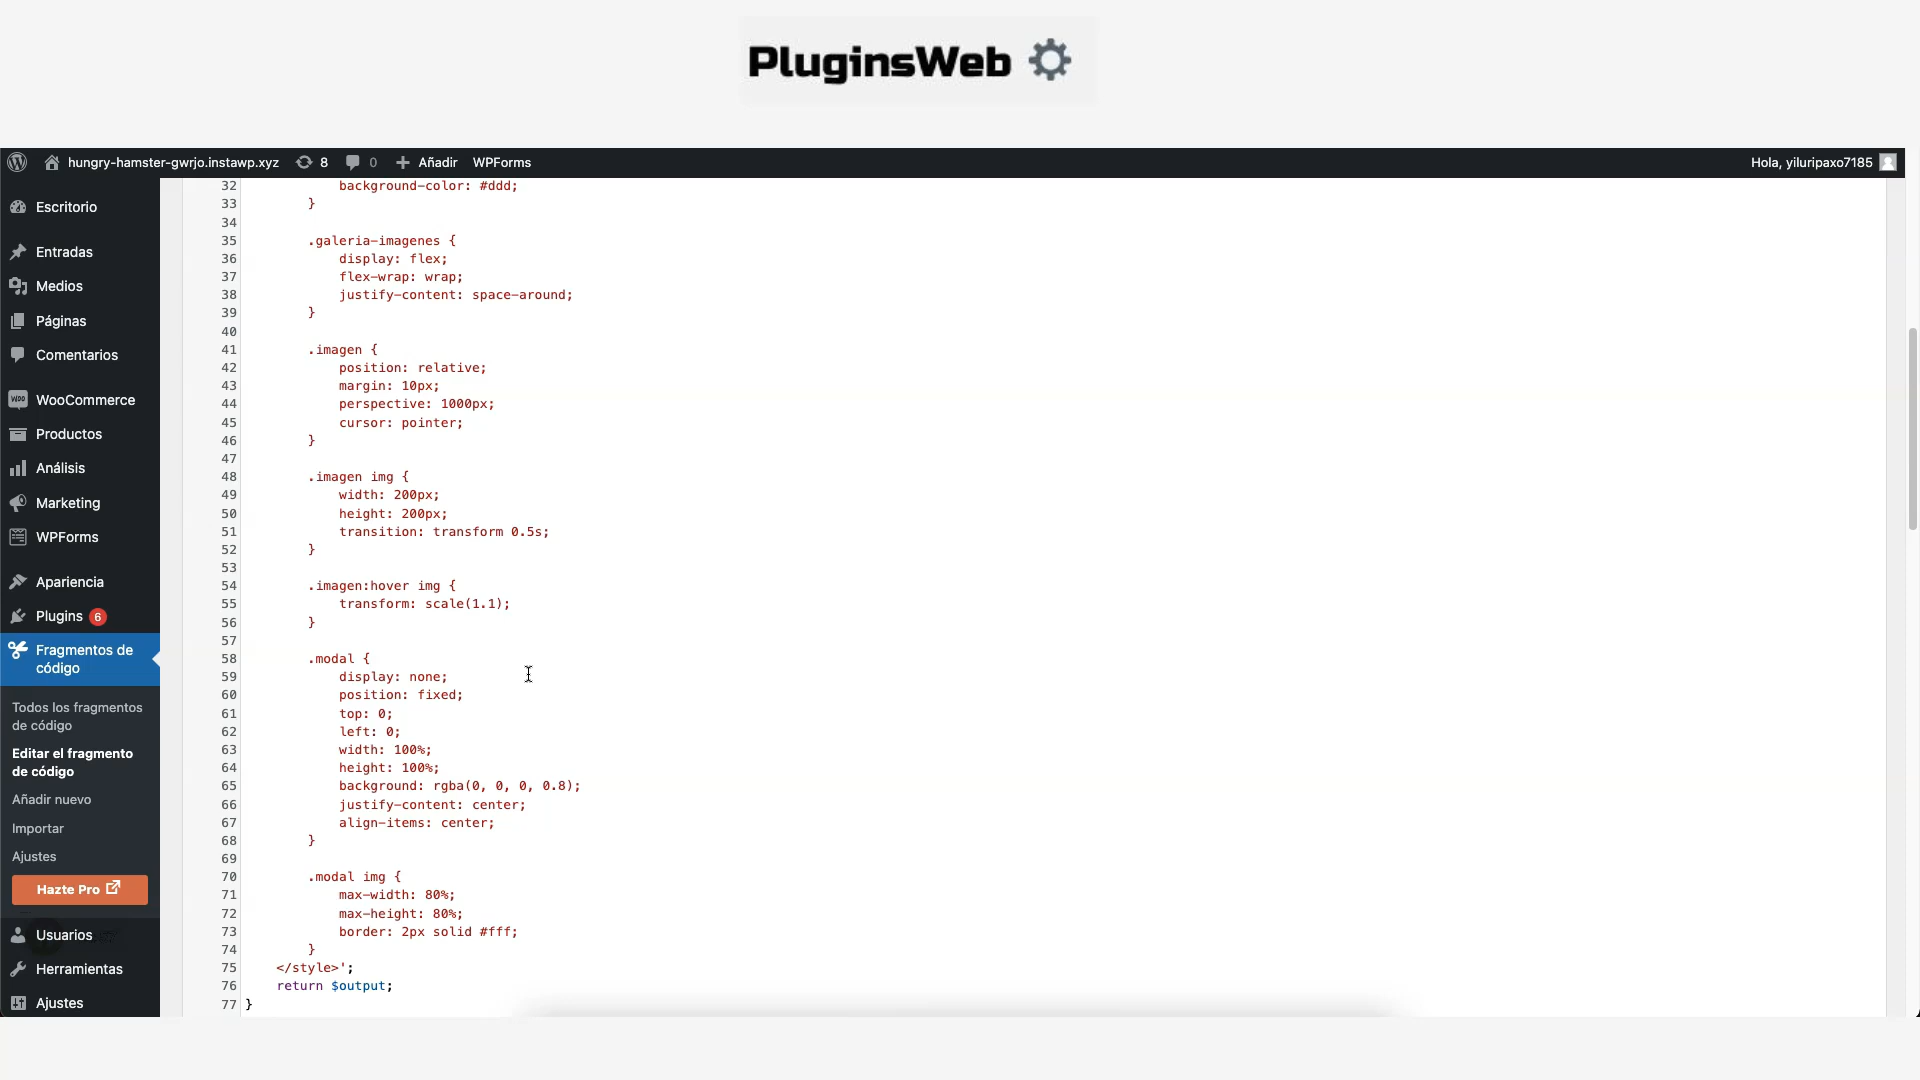 PluginsWeb
hungry-hamster-gwrjo.instawp.xyz 8 0 Añadir WPForms Hola, yiluripaxo7185
Escritorio
Entradas
Medios
Páginas
Comentarios
WooCommerce
Productos
Análisis
Marketing
WPForms
Apariencia
Plugins 6
Fragmentos de
código
Todos los fragmentos
de código
Editar el fragmento
de código
Añadir nuevo
Importar
Ajustes
Hazte Pro
Usuarios
Herramientas
Ajustes
32 background-color: #ddd;
33 }
34
35 .galeria-imagenes {
36 display: flex;
37 flex-wrap: wrap;
38 justify-content: space-around;
39 }
40
41 .imagen {
42 position: relative;
43 margin: 10px;
44 perspective: 1000px;
45 cursor: pointer;
46 }
47
48 .imagen img {
49 width: 200px;
50 height: 200px;
51 transition: transform 0.5s;
52 }
53
54 .imagen:hover img {
55 transform: scale(1.1);
56 }
57
58 .modal {
59 display: none;
60 position: fixed;
61 top: 0;
62 left: 0;
63 width: 100%;
64 height: 100%;
65 background: rgba(0, 0, 0, 0.8);
66 justify-content: center;
67 align-items: center;
68 }
69
70 .modal img {
71 max-width: 80%;
72 max-height: 80%;
73 border: 2px solid #fff;
74 }
75 </style>';
76 return $output;
77 }